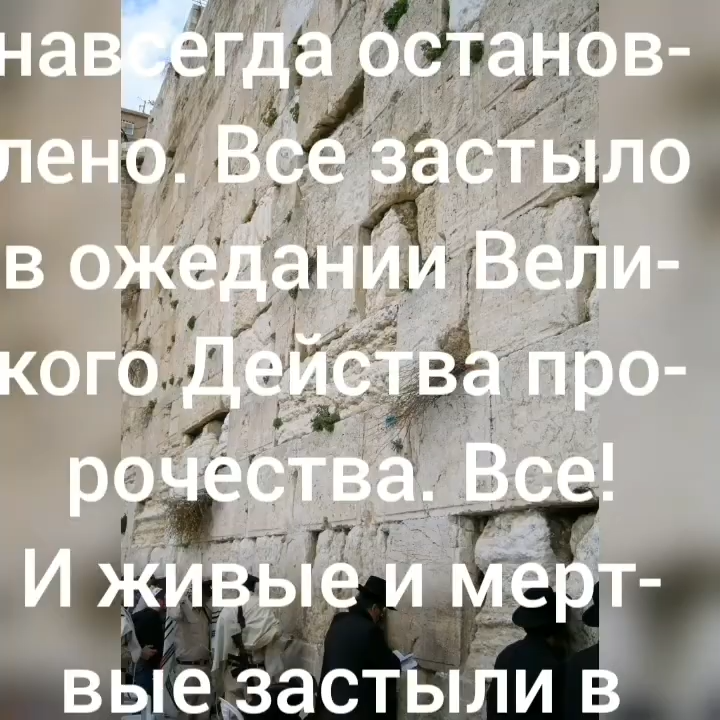 навсегда останов-
лено. Все застыло
в ожедании Вели-
кого Действа про-
рочества. Все!
И живые и мерт-
вые застыли в